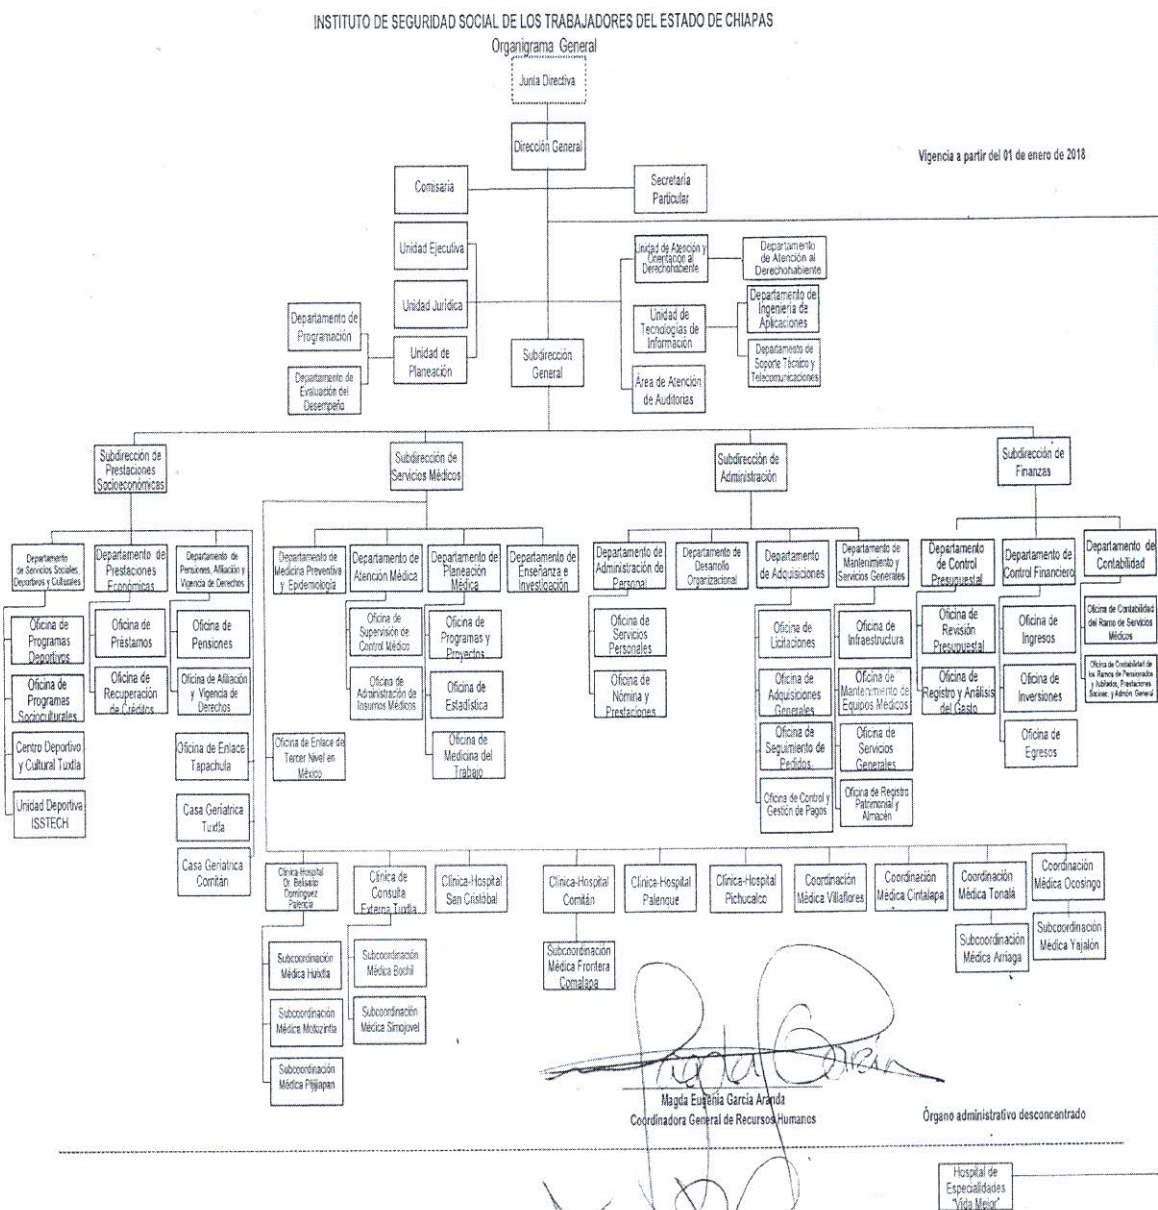 INSTITUTO DE SEGURIDAD SOCIAL DE LOS TRABAJADORES DEL ESTADO DE CHIAPAS
Organigrama General
Junta Directiva
Dirección General
Vigencia a partir del 01 de enero de 2018
Comisaria
Secretaría
Particular
Unidad Ejecutiva
Unidad de Atención y
Orientación al
Derechohabiente
Departamento
de Atención al
Derechohabiente
Unidad Jurídica
Unidad de
Tecnologías de
Información
Departamento de
Ingeniería de
Aplicaciones
Departamento de
Soporte Técnico y
Telecomunicaciones
Departamento de
Programación
Unidad de
Planeación
Departamento de
Evaluación del
Desempeño
Subdirección
General
Área de Atención
de Auditorias
Subdirección de
Prestaciones
Socioeconómicas
Subdirección de
Servicios Médicos
Subdirección de
Administración
Subdirección de
Finanzas
Departamento
de Servicios Sociales,
Deportivos y Culturales
Departamento de
Prestaciones
Económicas
Departamento de
Pensiones, Afiliación y
Vigencia de Derechos
Departamento de
Medicina Preventiva
y Epidemiología
Departamento de
Atención Médica
Departamento de
Planeación
Médica
Departamento de
Enseñanza e
Investigación
Departamento de
Administración de
Personal
Departamento de
Desarrollo
Organizacional
Departamento
de Adquisiciones
Departamento de
Mantenimiento y
Servicios Generales
Departamento
de Control
Presupuestal
Departamento de
Control Financiero
Departamento de
Contabilidad
Oficina de
Programas
Deportivos
Oficina de
Préstamos
Oficina de
Pensiones
Oficina de
Supervisión de
Control Médico
Oficina de
Programas y
Proyectos
Oficina de
Servicios
Personales
Oficina de
Licitaciones
Oficina de
Infraestructura
Oficina de
Revisión
Presupuestal
Oficina de
Ingresos
Oficina de Contabilidad
del Ramo de Servicios
Médicos
Oficina de
Programas
Socioculturales
Oficina de
Recuperación
de Créditos
Oficina de Afiliación
y Vigencia de
Derechos
Oficina de
Administración de
Insumos Médicos
Oficina de
Estadística
Oficina de
Nómina y
Prestaciones
Oficina de
Adquisiciones
Generales
Oficina de
Mantenimiento de
Equipos Médicos
Oficina de
Registro y Análisis
del Gasto
Oficina de
Inversiones
Oficina de Contabilidad de
los Ramos de Pensionados
y Jubilados, Prestaciones
Socioec. y Admón. General
Centro Deportivo
y Cultural Tuxtla
Oficina de Enlace
Tapachula
Oficina de Enlace de
Tercer Nivel en
México
Oficina de
Medicina del
Trabajo
Oficina de
Seguimiento de
Pedidos
Oficina de
Servicios
Generales
Oficina de
Egresos
Unidad Deportiva
ISSTECH
Casa Geriatrica
Tuxtla
Oficina de Control y
Gestión de Pagos
Oficina de Registro
Patrimonial y
Almacén
Casa Geriatrica
Comitán
Clínica-Hospital
Dr. Belisario
Domínguez
Palencia
Clínica de
Consulta
Externa Tuxtla
Clínica-Hospital
San Cristóbal
Clínica-Hospital
Comitán
Clínica-Hospital
Palenque
Clínica-Hospital
Pichucalco
Coordinación
Médica Villaflores
Coordinación
Médica Cintalapa
Coordinación
Médica Tonalá
Coordinación
Médica Ocosingo
Subcoordinación
Médica Huixtla
Subcoordinación
Médica Bochil
Subcoordinación
Médica Frontera
Comalapa
Subcoordinación
Médica Arriaga
Subcoordinación
Médica Yajalón
Subcoordinación
Médica Motozintla
Subcoordinación
Médica Simojovel
Subcoordinación
Médica Pijijiapan
Magda Eugenia García Aranda
Coordinadora General de Recursos Humanos
Órgano administrativo desconcentrado
Hospital de
Especialidades
"Vida Mejor"